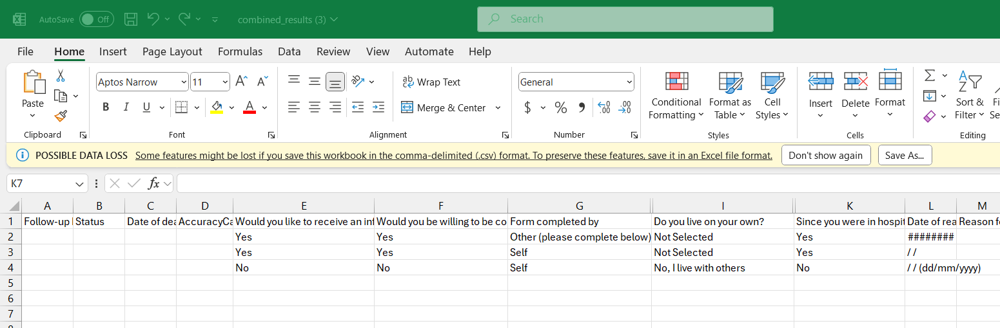 AutoSave Off combined_results (3) Search
File Home Insert Page Layout Formulas Data Review View Automate Help
Paste
Clipboard
Aptos Narrow 11
B I U A
Font
ab Wrap Text
Merge & Center
Alignment
General
$ % 9 .00 .00
Number
Conditional Formatting
Format as Table
Cell Styles
Styles
Insert Delete Format
Cells
Sort & Filter
Fi
Se
Editing
POSSIBLE DATA LOSS Some features might be lost if you save this workbook in the comma-delimited (.csv) format. To preserve these features, save it in an Excel file format. Don't show again Save As...
K7 fx
A B C D E F G I K L M
1 Follow-up Status Date of dea AccuracyCa Would you like to receive an inf Would you be willing to be co Form completed by Do you live on your own? Since you were in hospit Date of rea Reason fo
2 Yes Yes Other (please complete below) Not Selected Yes ########
3 Yes Yes Self Not Selected Yes / /
4 No No Self No, I live with others No / / (dd/mm/yyyy)
5
6
7